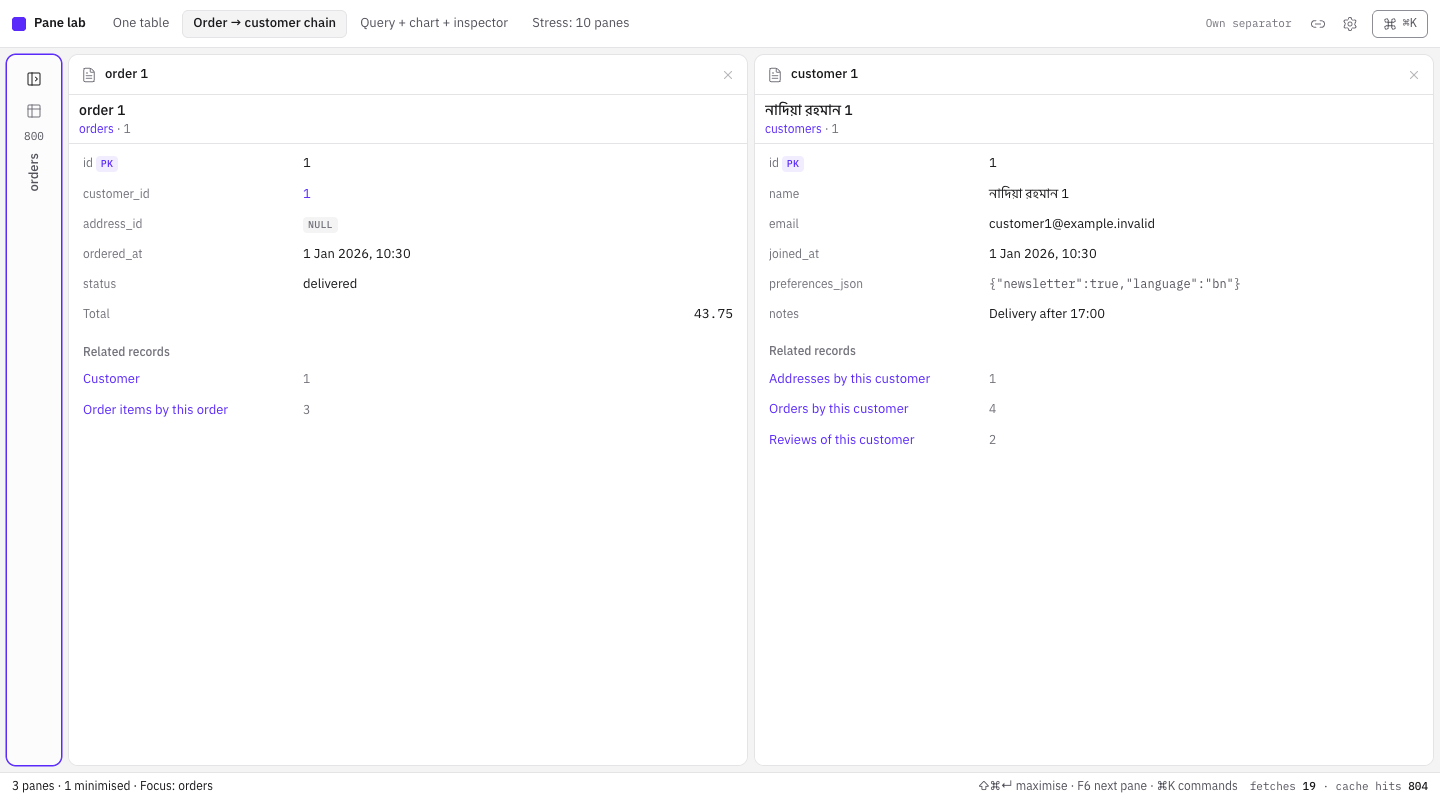 Pane lab One table Order → customer chain Query + chart + inspector Stress: 10 panes Own separator ⌘ ⌘K
800
orders
order 1
order 1
orders · 1
id PK 1
customer_id 1
address_id NULL
ordered_at 1 Jan 2026, 10:30
status delivered
Total 43.75
Related records
Customer 1
Order items by this order 3
customer 1
নাদিয়া রহমান 1
customers · 1
id PK 1
name নাদিয়া রহমান 1
email customer1@example.invalid
joined_at 1 Jan 2026, 10:30
preferences_json {"newsletter":true,"language":"bn"}
notes Delivery after 17:00
Related records
Addresses by this customer 1
Orders by this customer 4
Reviews of this customer 2
3 panes · 1 minimised · Focus: orders ⇧⌘↵ maximise · F6 next pane · ⌘K commands fetches 19 · cache hits 804